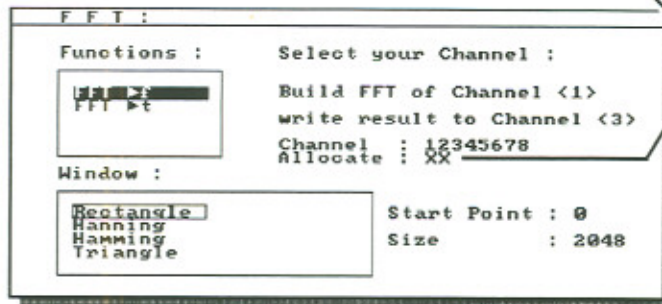 FFT :
Functions :
FFT ►f
FFT ►t
Select your Channel :
Build FFT of Channel <1>
write result to Channel <3>
Channel : 12345678
Allocate : XX
Window :
Rectangle
Hanning
Hamming
Triangle
Start Point : 0
Size : 2048